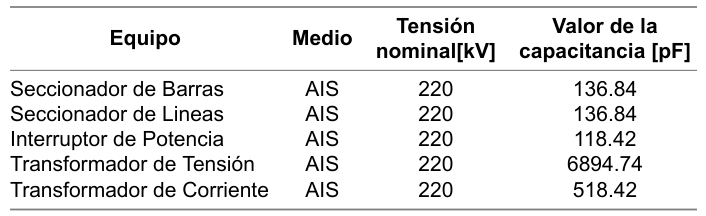 Equipo Medio Tensión nominal[kV] Valor de la capacitancia [pF]
Seccionador de Barras AIS 220 136.84
Seccionador de Lineas AIS 220 136.84
Interruptor de Potencia AIS 220 118.42
Transformador de Tensión AIS 220 6894.74
Transformador de Corriente AIS 220 518.42